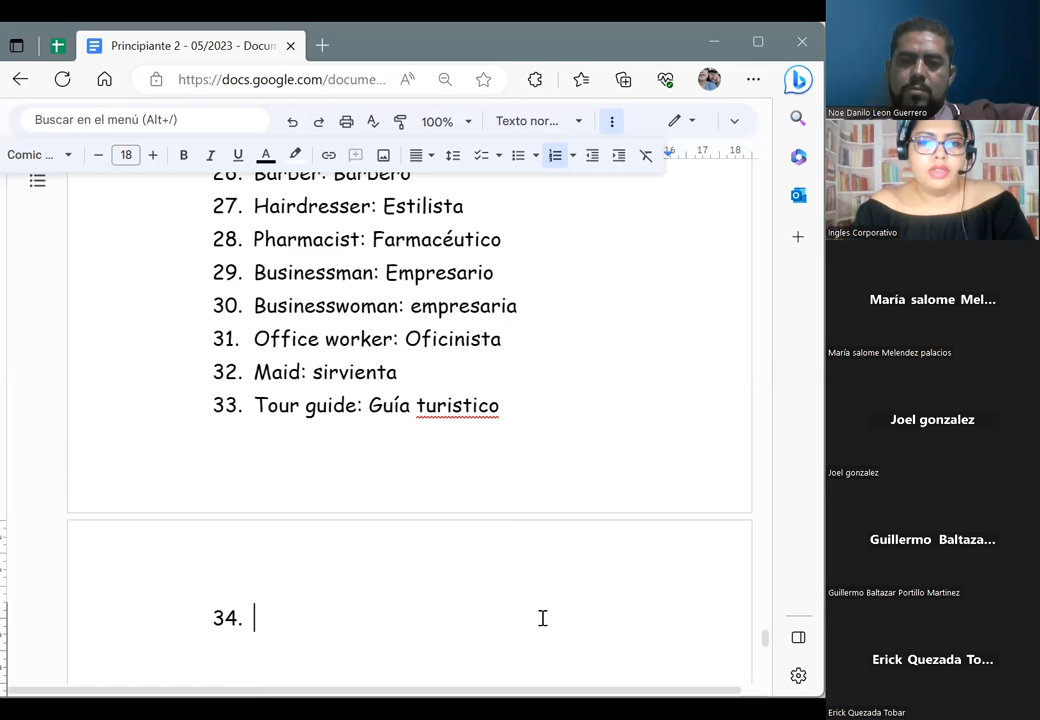 Principiante 2 - 05/2023 - Docum
https://docs.google.com/docume...
Buscar en el menú (Alt+/)
100%
Texto nor...
Comic ...
18
16 17 18
26. Barber: Barbero
27. Hairdresser: Estilista
28. Pharmacist: Farmacéutico
29. Businessman: Empresario
30. Businesswoman: empresaria
31. Office worker: Oficinista
32. Maid: sirvienta
33. Tour guide: Guía turistico
34.
Noe Danilo Leon Guerrero
Ingles Corporativo
María salome Mel...
María salome Melendez palacios
Joel gonzalez
Joel gonzalez
Guillermo Baltaza...
Guillermo Baltazar Portillo Martinez
Erick Quezada To...
Erick Quezada Tobar